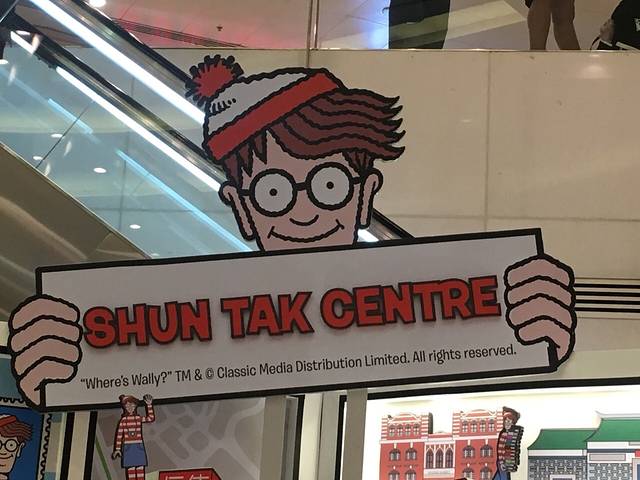 SHUN TAK CENTRE
"Where's Wally?" TM & © Classic Media Distribution Limited. All rights reserved.